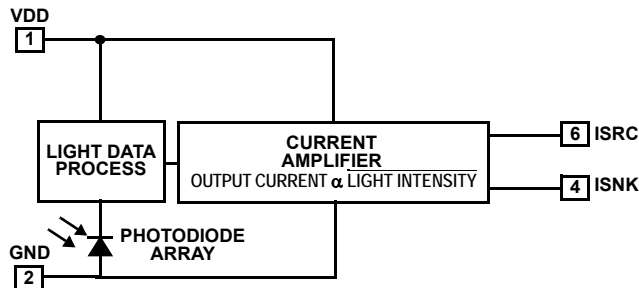 VDD
1
LIGHT DATA
PROCESS
CURRENT
AMPLIFIER
OUTPUT CURRENT α LIGHT INTENSITY
6 ISRC
4 ISNK
PHOTODIODE
ARRAY
GND
2